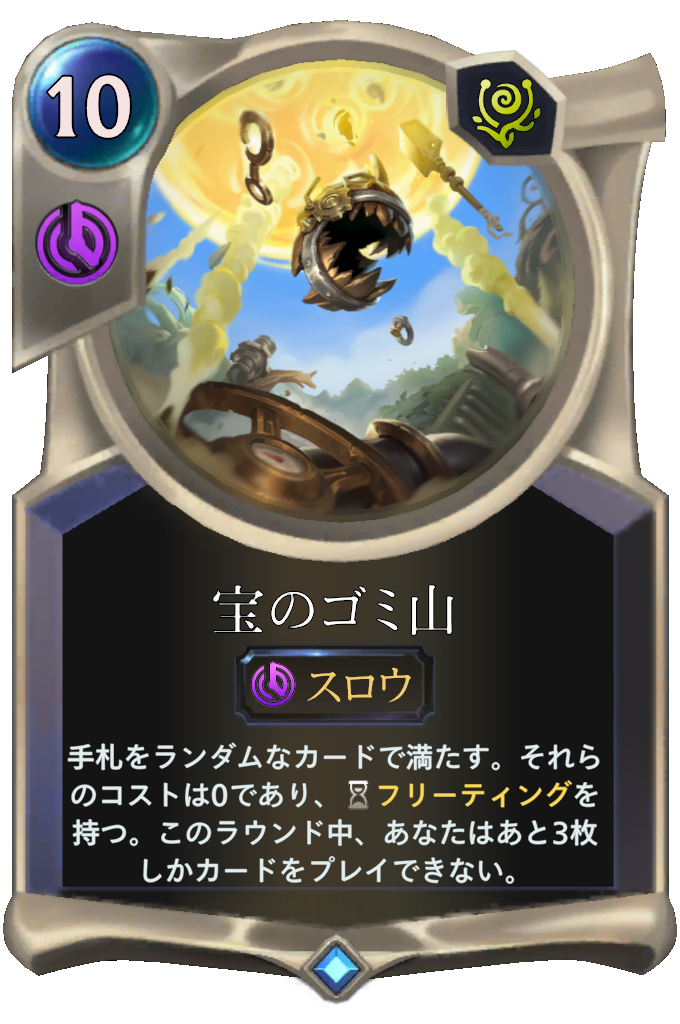 10
宝のゴミ山
スロウ
手札をランダムなカードで満たす。それら
のコストは0であり、フリーティングを
持つ。このラウンド中、あなたはあと3枚
しかカードをプレイできない。